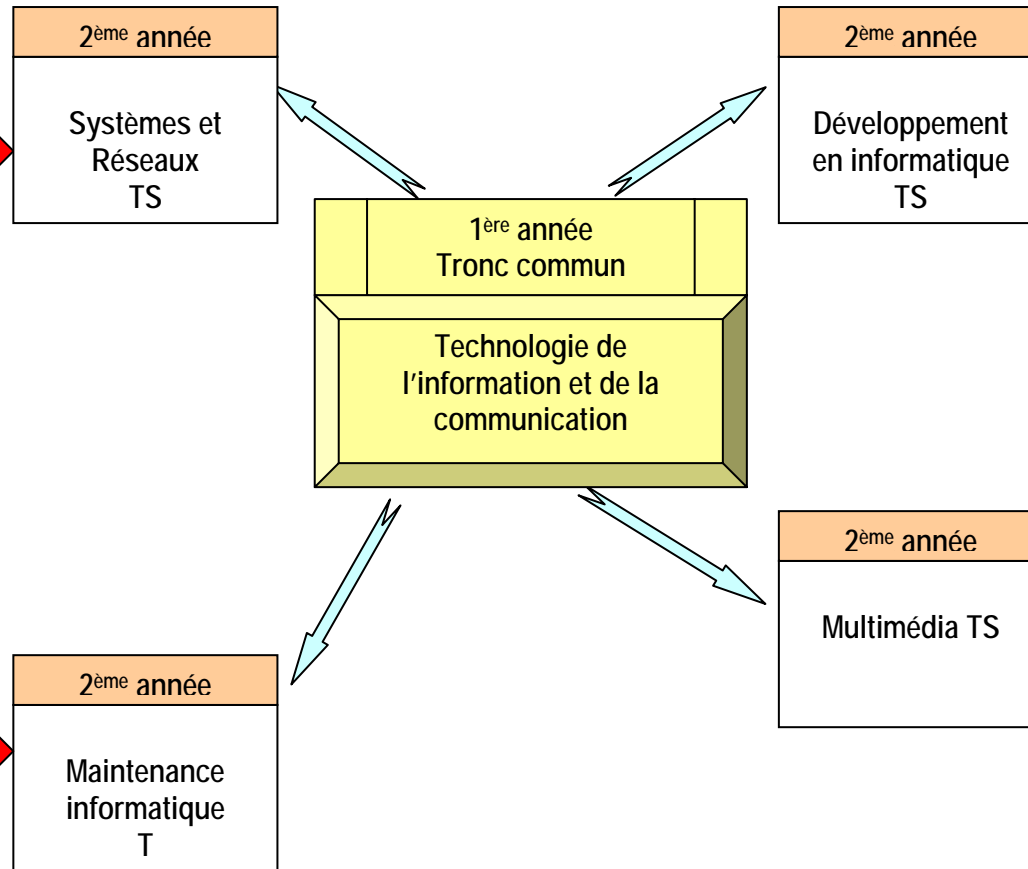 2ème année
Systèmes et
Réseaux
TS
2ème année
Développement
en informatique
TS
1ère année
Tronc commun
Technologie de
l'information et de la
communication
2ème année
Multimédia TS
2ème année
Maintenance
informatique
T